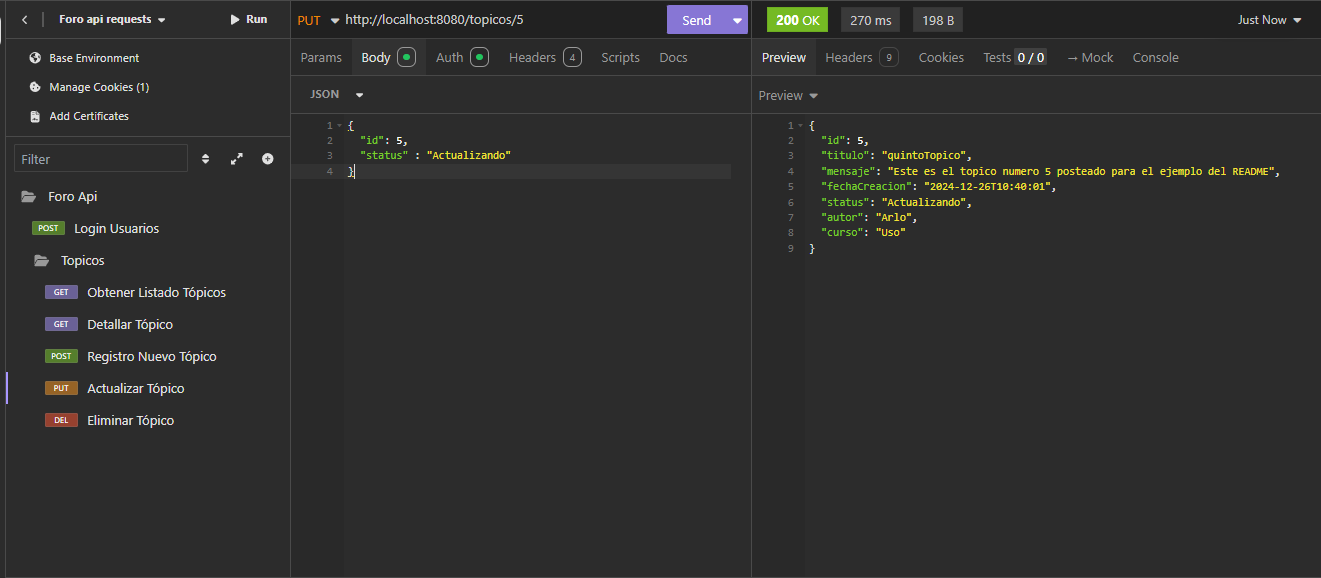 Foro api requests
Run
Base Environment
Manage Cookies (1)
Add Certificates
Filter
Foro Api
POST Login Usuarios
Topicos
GET Obtener Listado Tópicos
GET Detallar Tópico
POST Registro Nuevo Tópico
PUT Actualizar Tópico
DEL Eliminar Tópico
PUT http://localhost:8080/topicos/5 Send
Params Body Auth Headers 4 Scripts Docs
JSON
1 {
2 "id": 5,
3 "status" : "Actualizando"
4 }
200 OK 270 ms 198 B Just Now
Preview Headers 9 Cookies Tests 0 / 0 → Mock Console
Preview
1 {
2 "id": 5,
3 "titulo": "quintoTopico",
4 "mensaje": "Este es el topico numero 5 posteado para el ejemplo del README",
5 "fechaCreacion": "2024-12-26T10:40:01",
6 "status": "Actualizando",
7 "autor": "Arlo",
8 "curso": "Uso"
9 }